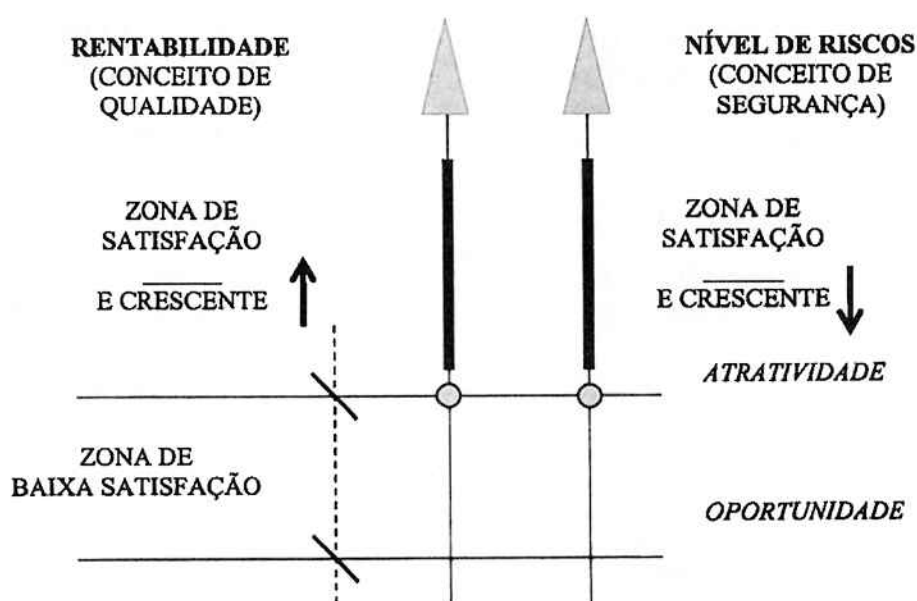 RENTABILIDADE
(CONCEITO DE
QUALIDADE)
NÍVEL DE RISCOS
(CONCEITO DE
SEGURANÇA)
ZONA DE
SATISFAÇÃO
E CRESCENTE
ZONA DE
SATISFAÇÃO
E CRESCENTE
ATRATIVIDADE
ZONA DE
BAIXA SATISFAÇÃO
OPORTUNIDADE